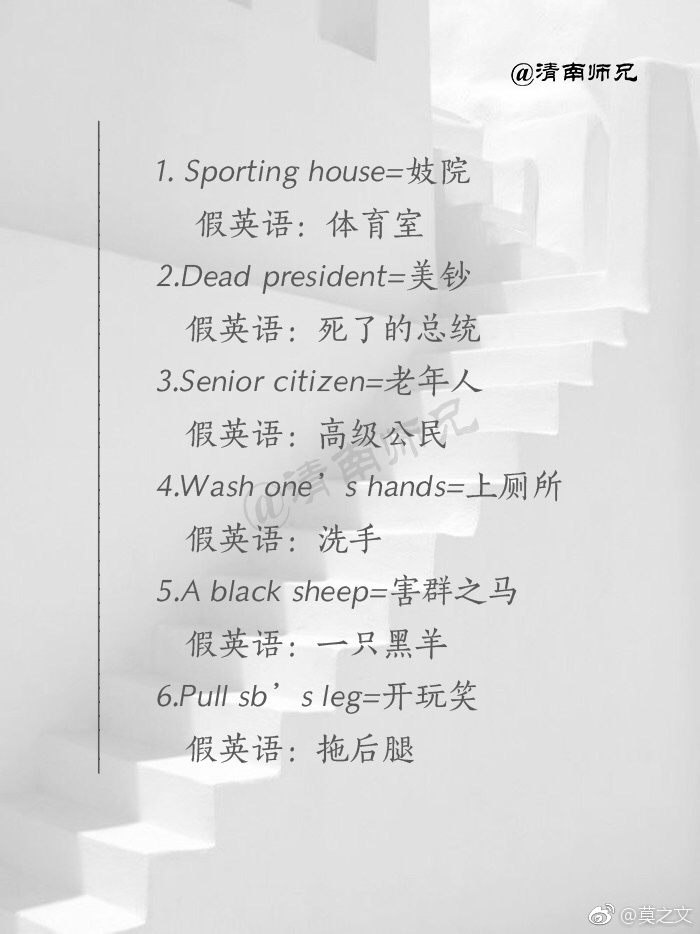 @清南师兄
1. Sporting house=妓院
假英语：体育室
2.Dead president=美钞
假英语：死了的总统
3.Senior citizen=老年人
假英语：高级公民
@清南师兄
4.Wash one’s hands=上厕所
假英语：洗手
5.A black sheep=害群之马
假英语：一只黑羊
6.Pull sb’s leg=开玩笑
假英语：拖后腿
@莫之文